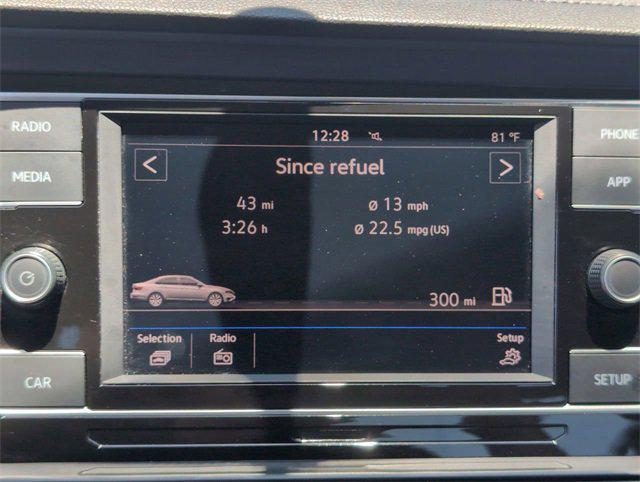 12:28 81 °F
RADIO
PHONE
Since refuel
MEDIA
APP
43 mi ø 13 mph
3:26 h ø 22.5 mpg (US)
300 mi
Selection Radio Setup
CAR
SETUP